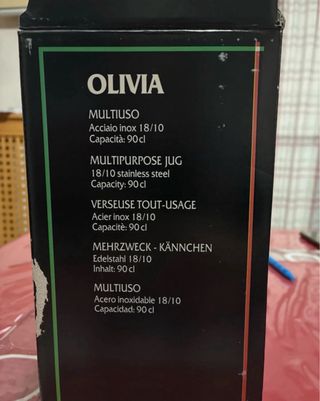 OLIVIA
MULTIUSO
Acciaio inox 18/10
Capacità: 90 cl
MULTIPURPOSE JUG
18/10 stainless steel
Capacity: 90 cl
VERSEUSE TOUT-USAGE
Acier inox 18/10
Capacitè: 90 cl
MEHRZWECK - KÄNNCHEN
Edelstahl 18/10
Inhalt: 90 cl
MULTIUSO
Acero inoxidable 18/10
Capacidad: 90 cl